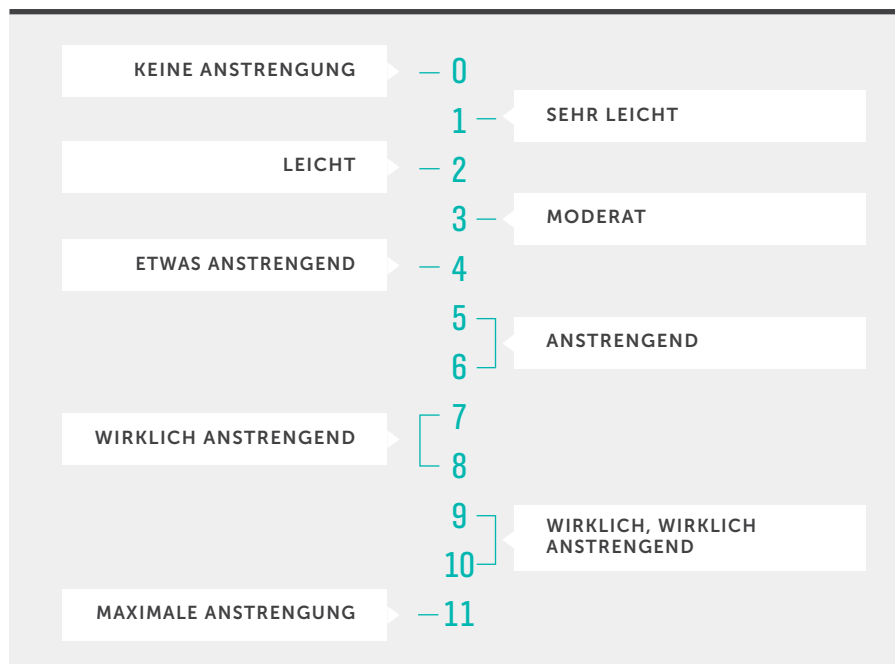 KEINE ANSTRENGUNG
0
1
SEHR LEICHT
LEICHT
2
3
MODERAT
ETWAS ANSTRENGEND
4
5
6
ANSTRENGEND
WIRKLICH ANSTRENGEND
7
8
9
10
WIRKLICH, WIRKLICH
ANSTRENGEND
MAXIMALE ANSTRENGUNG
11